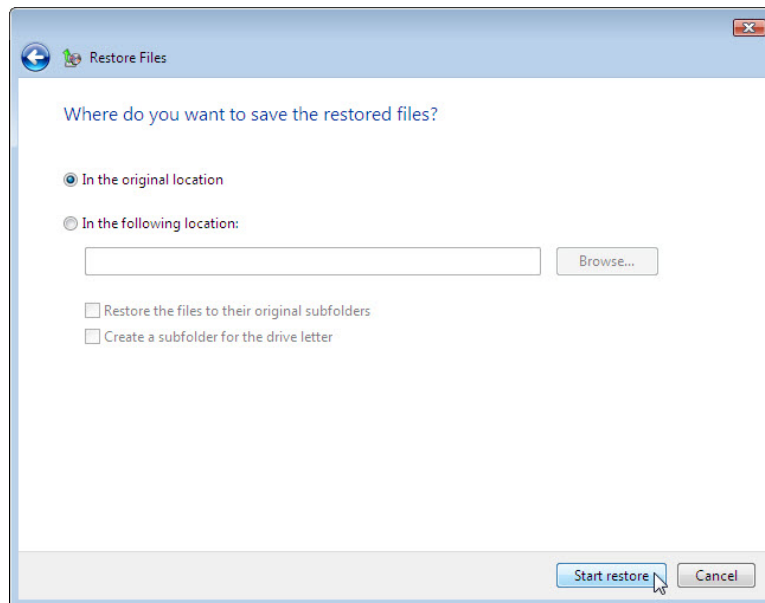 Restore Files
Where do you want to save the restored files?
In the original location
In the following location:
Browse...
Restore the files to their original subfolders
Create a subfolder for the drive letter
Start restore Cancel